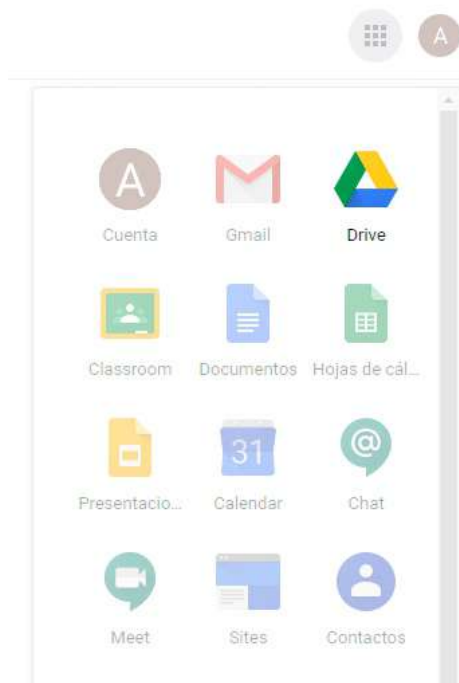 A
A
Cuenta Gmail Drive
Classroom Documentos Hojas de cál...
31 @
Presentacio... Calendar Chat
Meet Sites Contactos